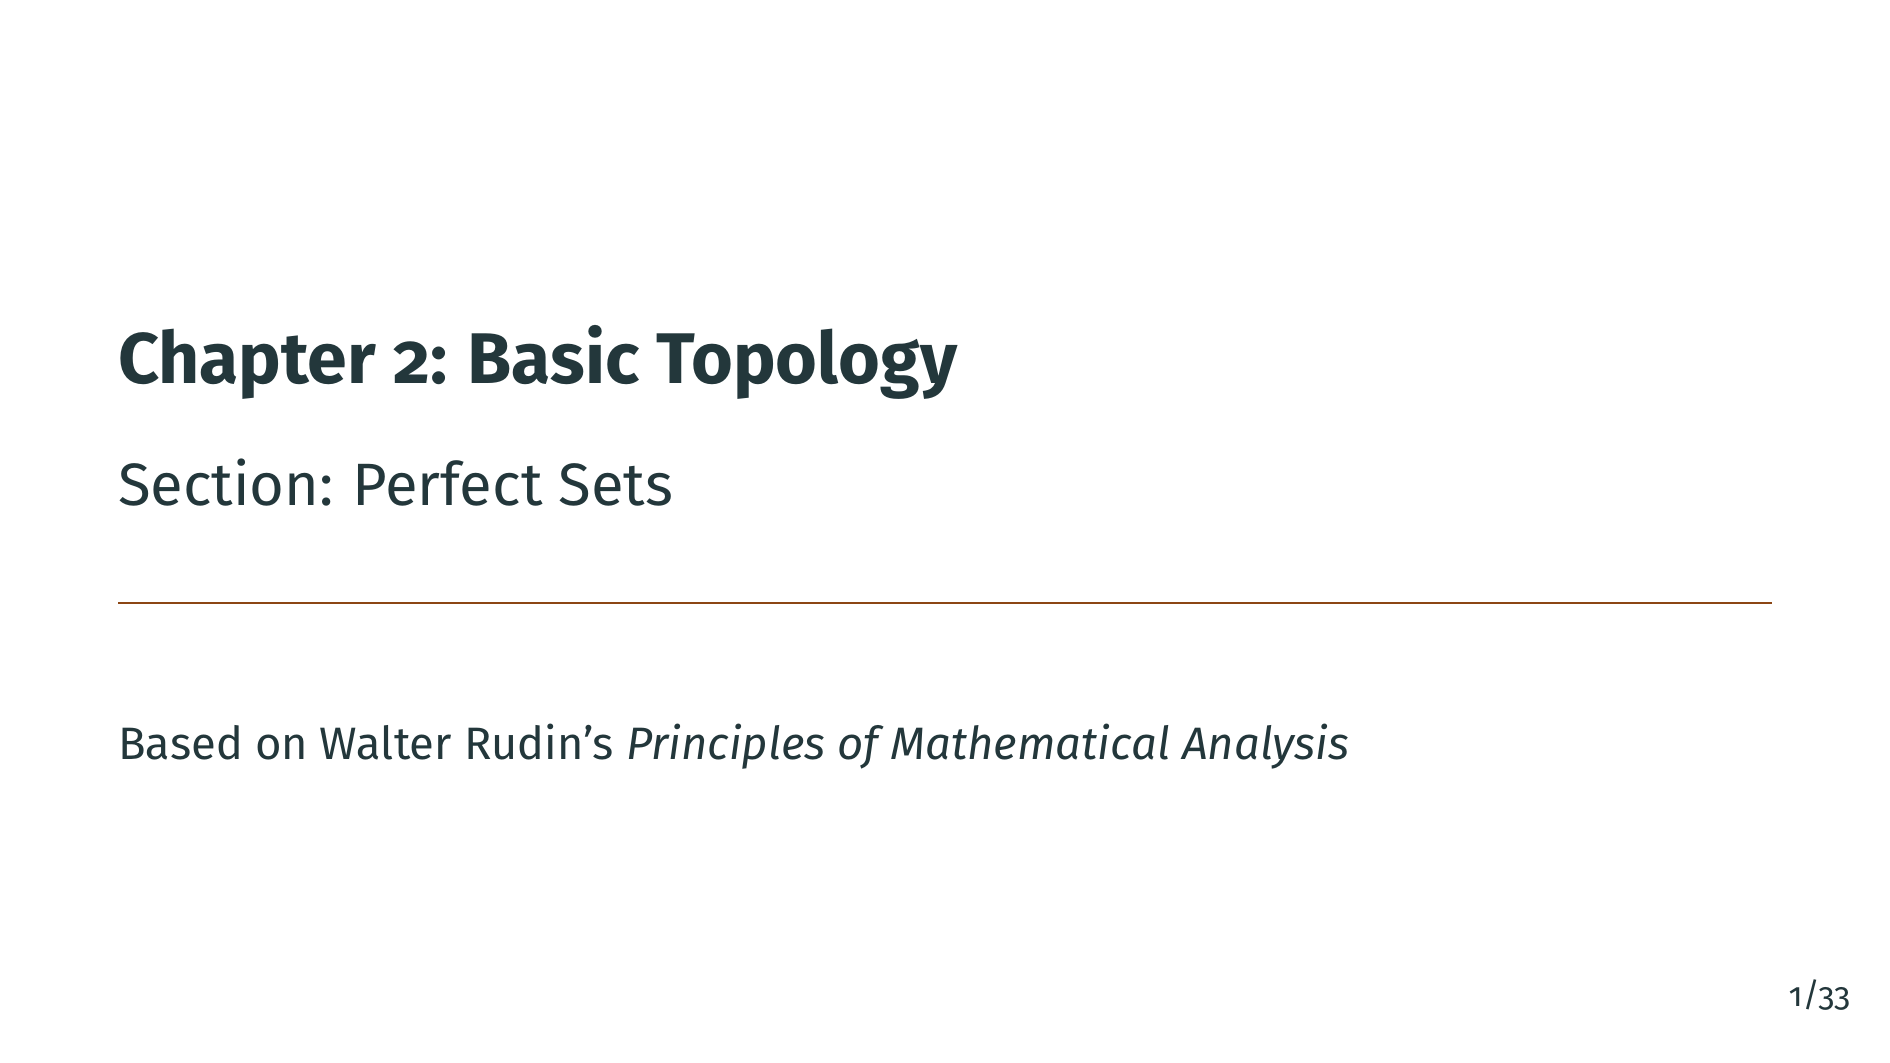 Chapter 2: Basic Topology
Section: Perfect Sets
Based on Walter Rudin’s Principles of Mathematical Analysis
1/33